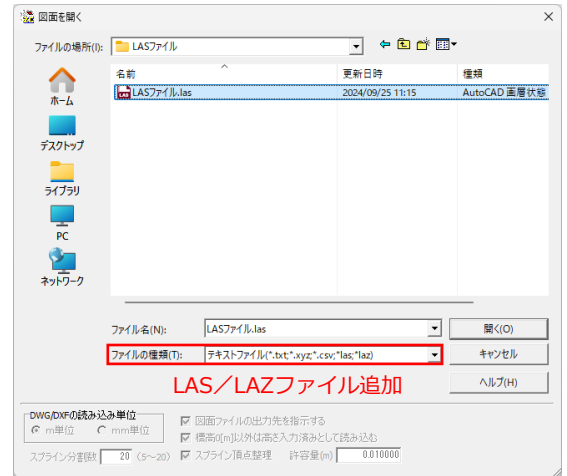 図面を開く
ファイルの場所(I): LASファイル
名前 更新日時 種類
LASファイル.las 2024/09/25 11:15 AutoCAD 画層状態
ホーム
デスクトップ
ライブラリ
PC
ネットワーク
ファイル名(N): LASファイル.las 開く(O)
ファイルの種類(T): テキストファイル(*.txt;*.xyz;*.csv;*las;*laz) キャンセル
LAS／LAZファイル追加 ヘルプ(H)
DWG/DXFの読み込み単位
m単位 mm単位
スプライン分割数 20 (5～20)
図面ファイルの出力先を指示する
標高0[m]以外は高さ入力済みとして読み込む
スプライン頂点整理 許容量(m) 0.010000